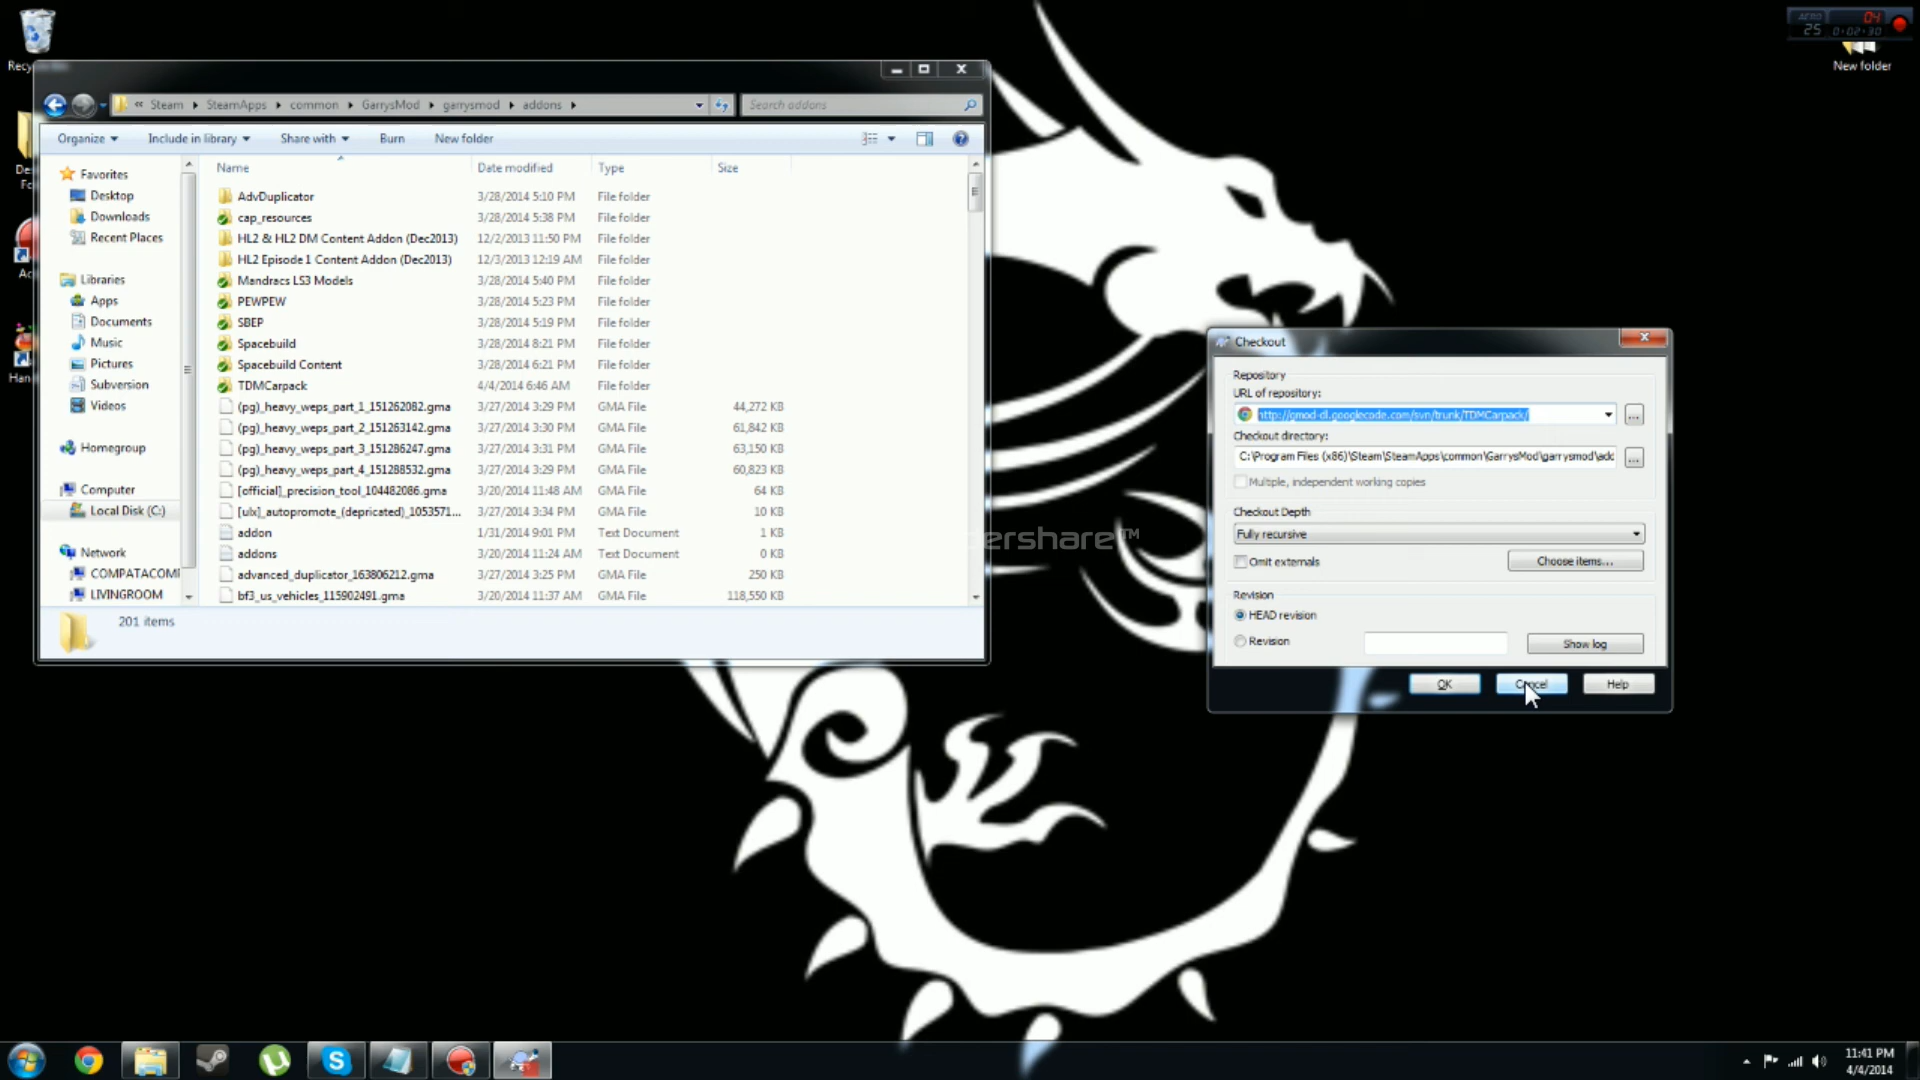 AERO 04
25 0:02:30
New folder
« Steam ▸ SteamApps ▸ common ▸ GarrysMod ▸ garrysmod ▸ addons ▸
Search addons
Organize Include in library Share with Burn New folder
Name Date modified Type Size
Favorites
Desktop
Downloads
Recent Places
Libraries
Apps
Documents
Music
Pictures
Subversion
Videos
Homegroup
Computer
Local Disk (C:)
Network
COMPATACOMP
LIVINGROOM
AdvDuplicator 3/28/2014 5:10 PM File folder
cap_resources 3/28/2014 5:38 PM File folder
HL2 & HL2 DM Content Addon (Dec2013) 12/2/2013 11:50 PM File folder
HL2 Episode 1 Content Addon (Dec2013) 12/3/2013 12:19 AM File folder
Mandracs LS3 Models 3/28/2014 5:40 PM File folder
PEWPEW 3/28/2014 5:23 PM File folder
SBEP 3/28/2014 5:19 PM File folder
Spacebuild 3/28/2014 8:21 PM File folder
Spacebuild Content 3/28/2014 6:21 PM File folder
TDMCarpack 4/4/2014 6:46 AM File folder
(pg)_heavy_weps_part_1_151262082.gma 3/27/2014 3:29 PM GMA File 44,272 KB
(pg)_heavy_weps_part_2_151263142.gma 3/27/2014 3:30 PM GMA File 61,842 KB
(pg)_heavy_weps_part_3_151286247.gma 3/27/2014 3:31 PM GMA File 63,150 KB
(pg)_heavy_weps_part_4_151288532.gma 3/27/2014 3:29 PM GMA File 60,823 KB
[official]_precision_tool_104482086.gma 3/20/2014 11:48 AM GMA File 64 KB
[ulx]_autopromote_(depricated)_1053571... 3/27/2014 3:34 PM GMA File 10 KB
addon 1/31/2014 9:01 PM Text Document 1 KB
addons 3/20/2014 11:24 AM Text Document 0 KB
advanced_duplicator_163806212.gma 3/27/2014 3:25 PM GMA File 250 KB
bf3_us_vehicles_115902491.gma 3/20/2014 11:37 AM GMA File 118,550 KB
201 items
Checkout
Repository
URL of repository:
http://gmod-dl.googlecode.com/svn/trunk/TDMCarpack/
...
Checkout directory:
C:\Program Files (x86)\Steam\SteamApps\common\GarrysMod\garrysmod\adc
...
Multiple, independent working copies
Checkout Depth
Fully recursive
Omit externals
Choose items...
Revision
HEAD revision
Revision
Show log
OK Cancel Help
dershare™
11:41 PM
4/4/2014